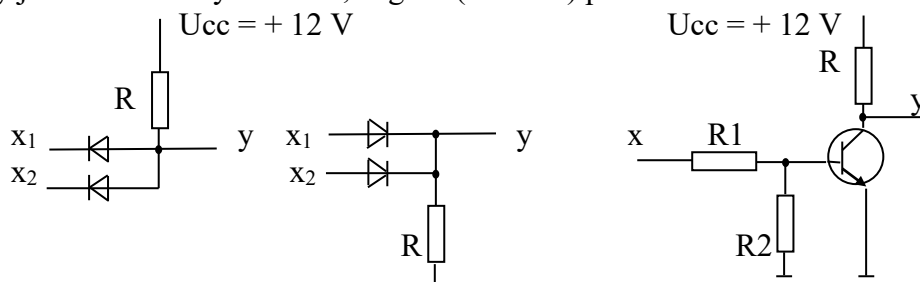 Ucc = + 12 V
R
x1
y
x2
x1
y
x2
R
Ucc = + 12 V
R
y
x
R1
R2